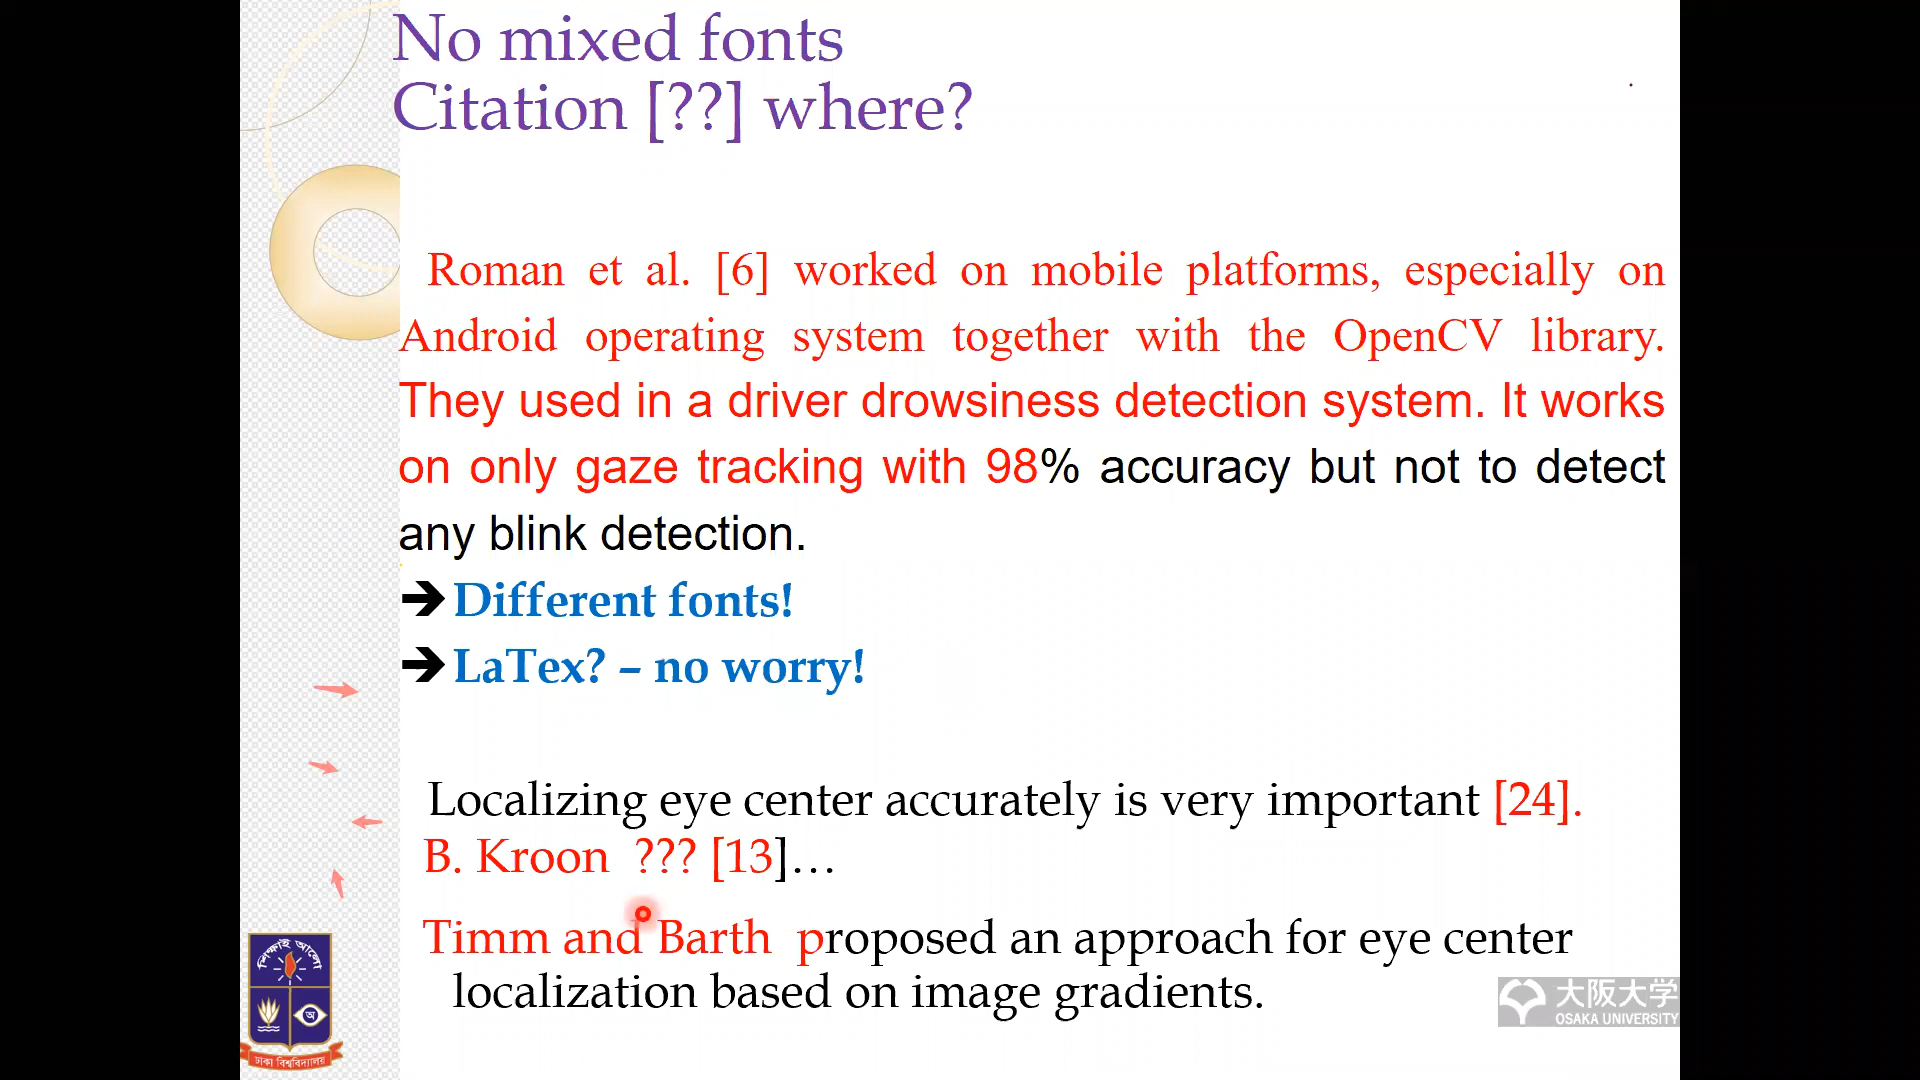 No mixed fonts
Citation [??] where?
Roman et al. [6] worked on mobile platforms, especially on
Android operating system together with the OpenCV library.
They used in a driver drowsiness detection system. It works
on only gaze tracking with 98% accuracy but not to detect
any blink detection.
➔ Different fonts!
➔ LaTex? – no worry!
Localizing eye center accurately is very important [24].
B. Kroon ??? [13]…
Timm and Barth proposed an approach for eye center
localization based on image gradients.
শিক্ষাই আলো
অ
ঢাকা বিশ্ববিদ্যালয়
大阪大学
OSAKA UNIVERSITY